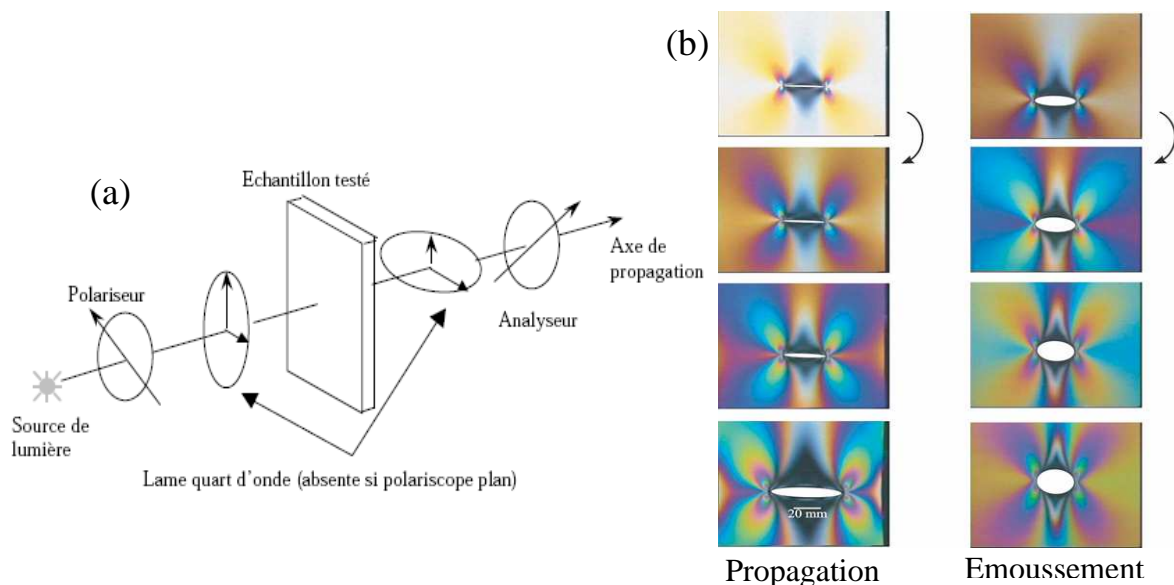 (a)
Echantillon testé
Polariseur
Source de
lumière
Lame quart d'onde (absente si polariscope plan)
Analyseur
Axe de
propagation
(b)
20 mm
Propagation
Emoussement